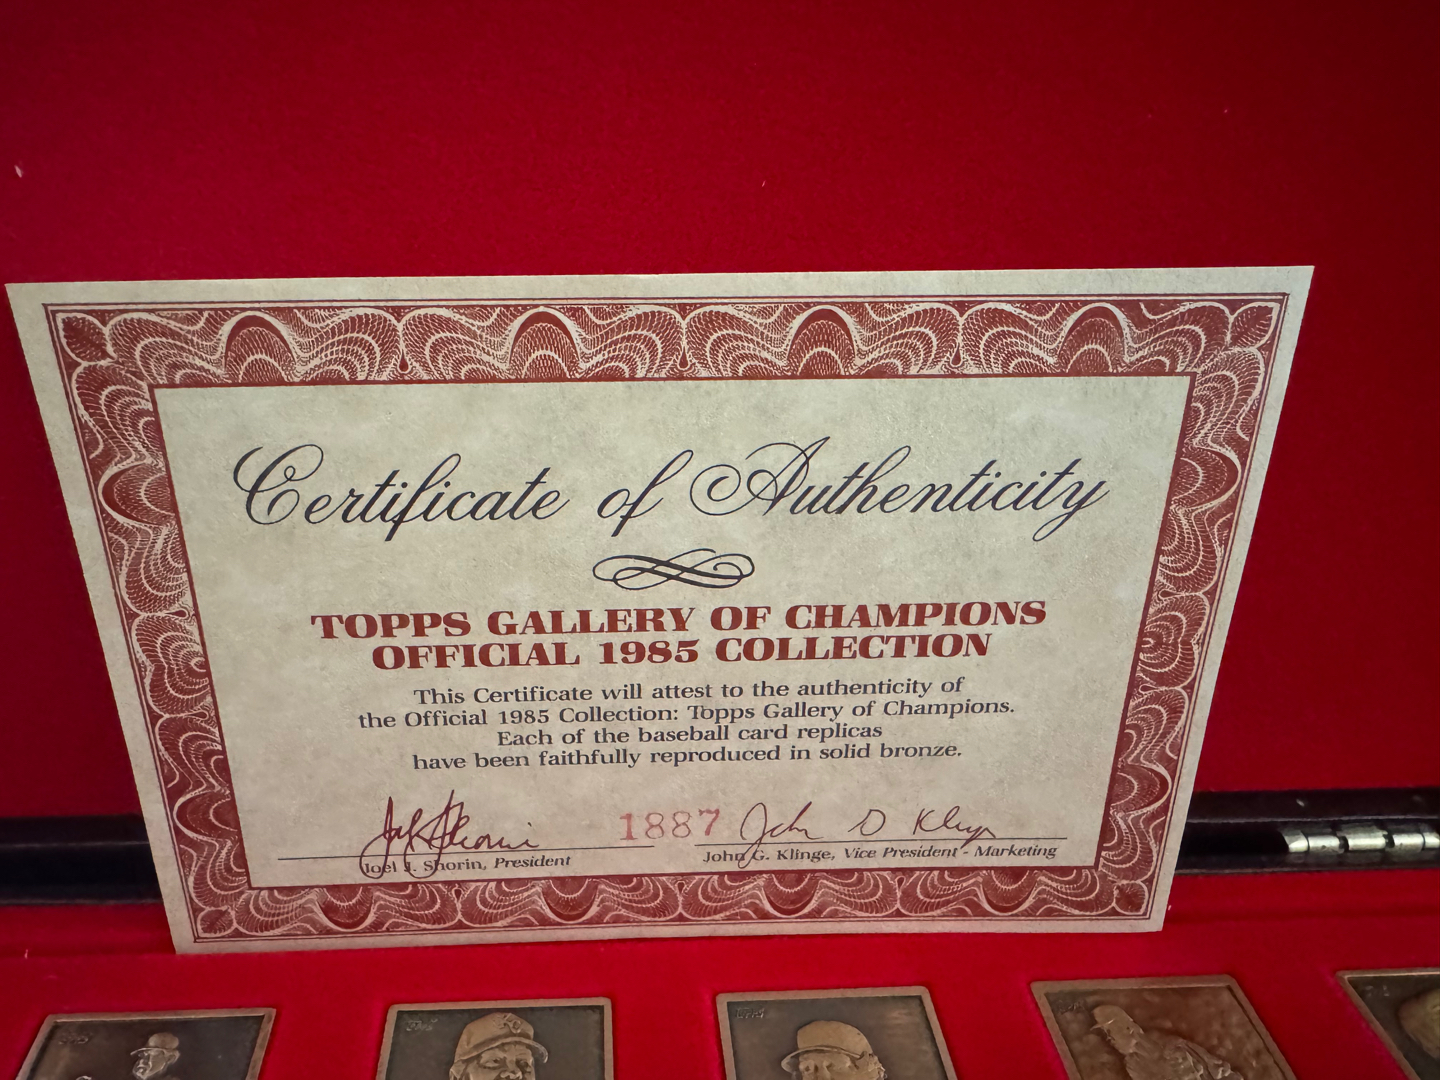 Certificate of Authenticity
TOPPS GALLERY OF CHAMPIONS
OFFICIAL 1985 COLLECTION
This Certificate will attest to the authenticity of
the Official 1985 Collection: Topps Gallery of Champions.
Each of the baseball card replicas
have been faithfully reproduced in solid bronze.
1887
Joel J. Shorin, President
John G. Klinge, Vice President - Marketing